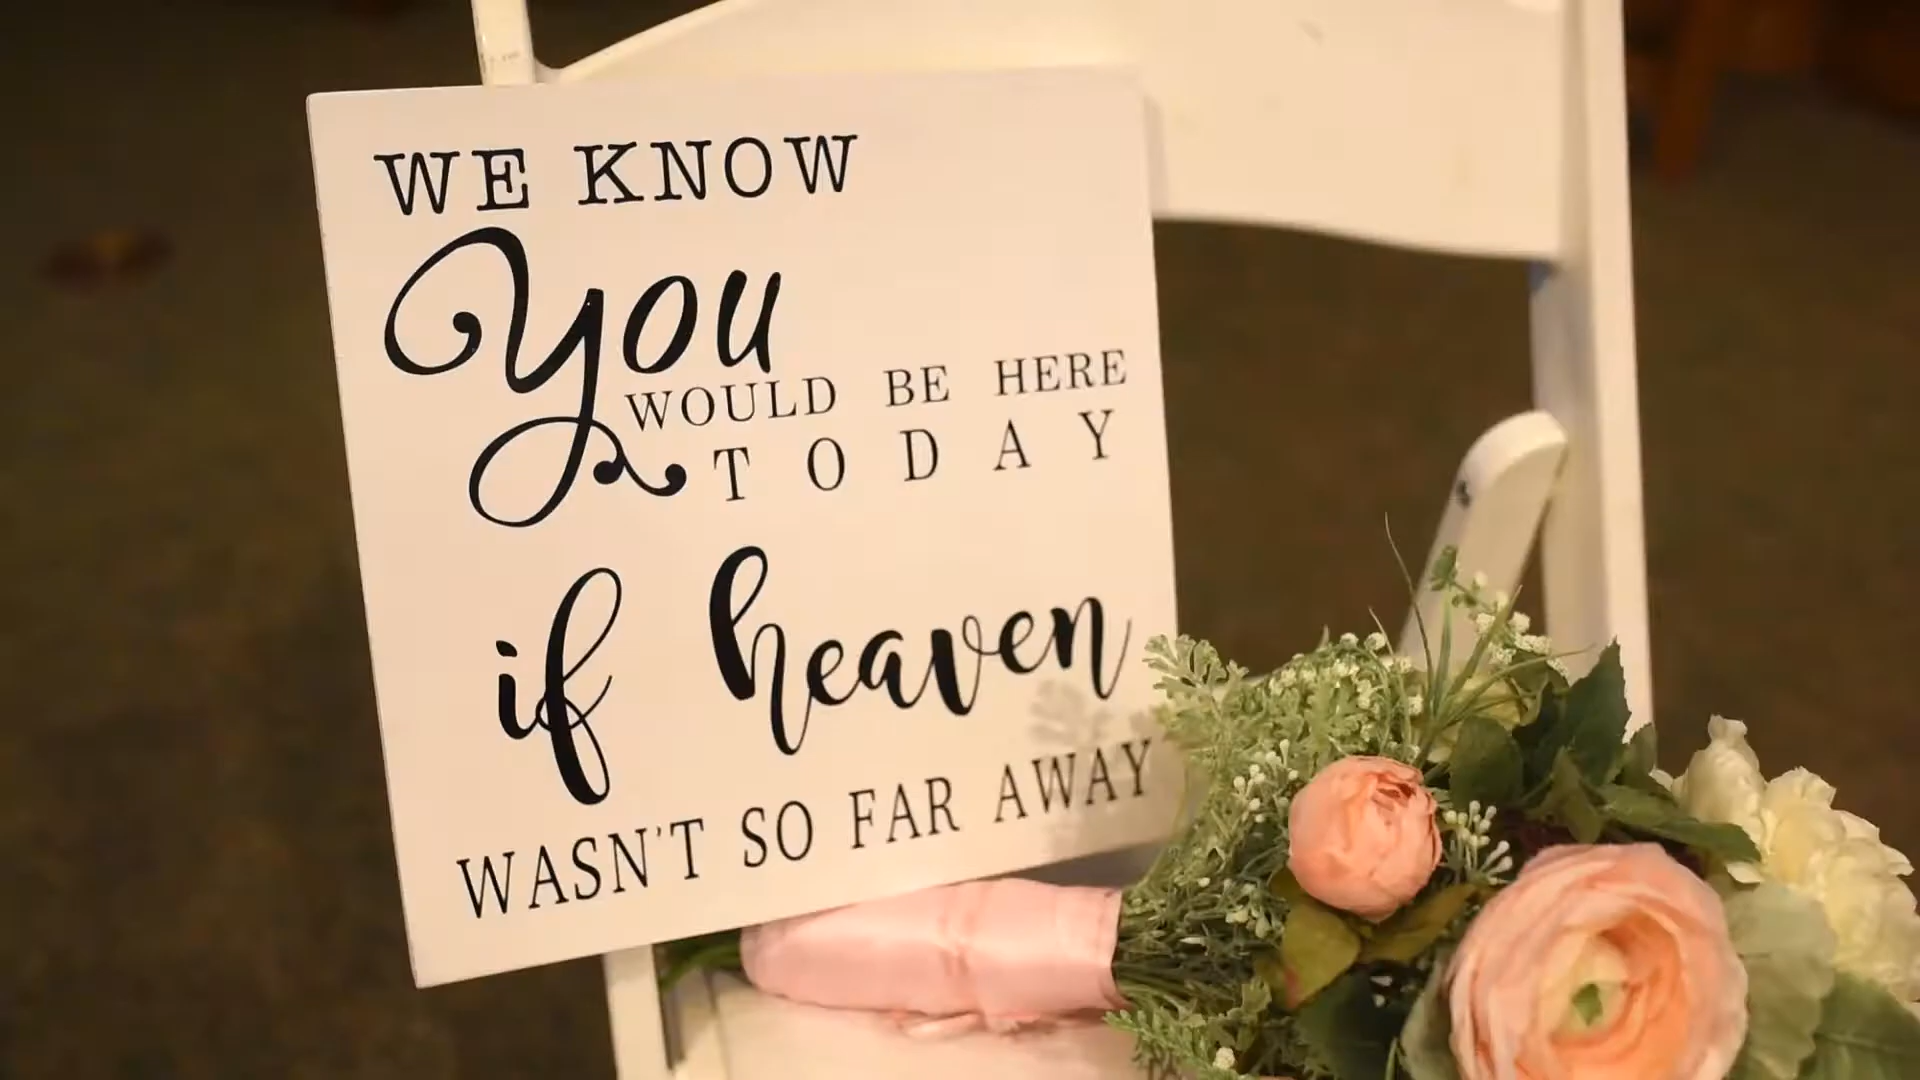 WE KNOW
You
WOULD BE HERE
TODAY
if heaven
WASN'T SO FAR AWAY